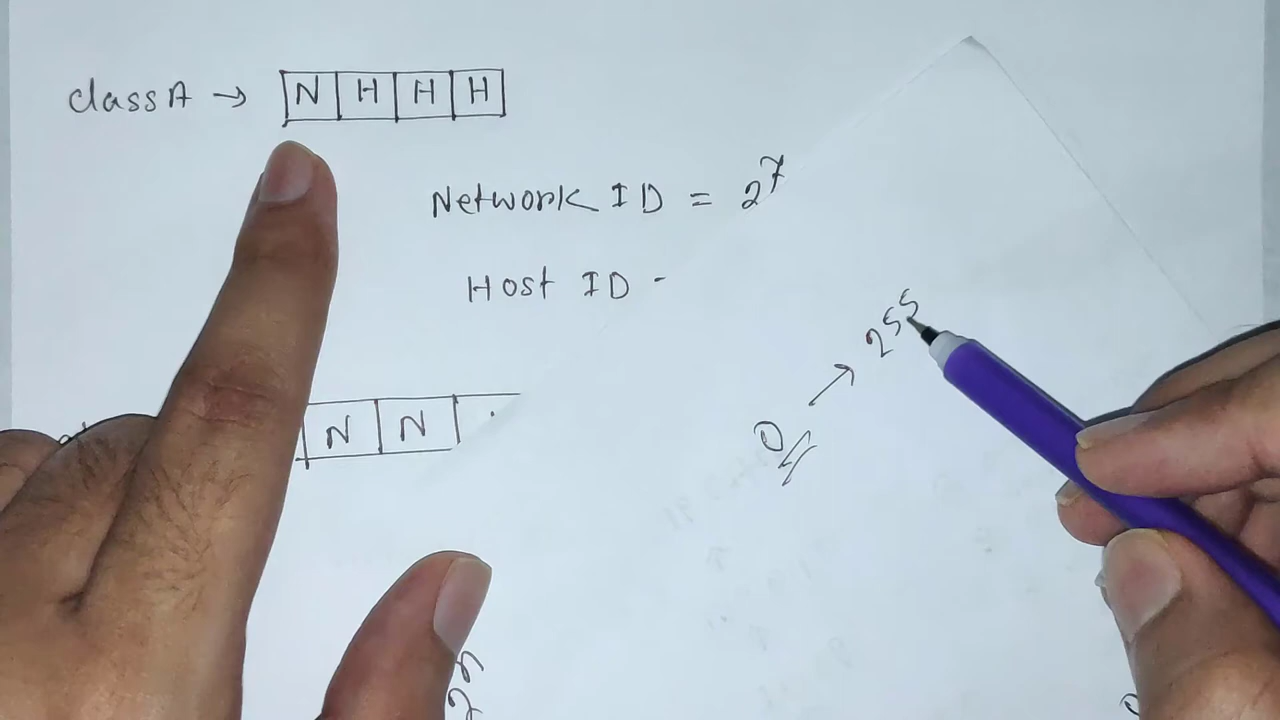 class A → N H H H
Network ID = 2^7
Host ID -
0 → 255
N N